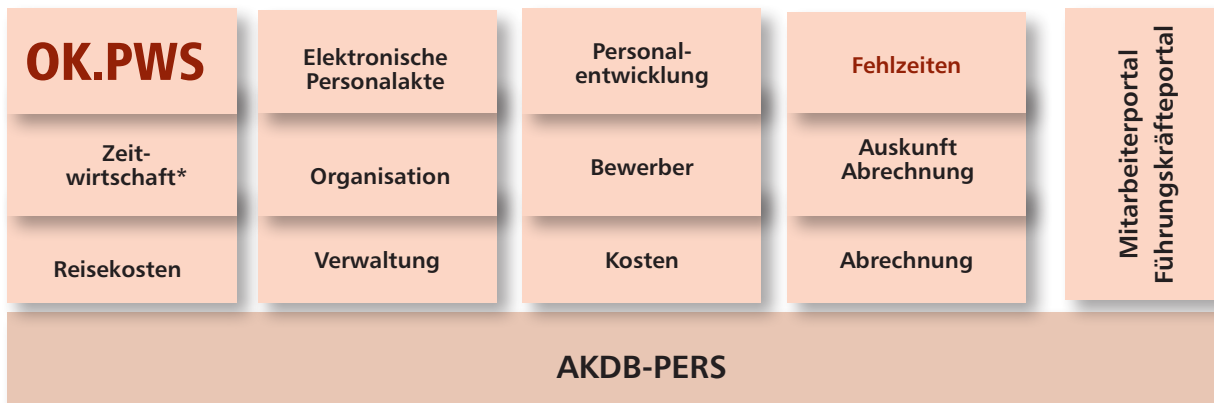 OK.PWS
Elektronische
Personalakte
Personal-
entwicklung
Fehlzeiten
Zeit-
wirtschaft*
Organisation
Bewerber
Auskunft
Abrechnung
Reisekosten
Verwaltung
Kosten
Abrechnung
Mitarbeiterportal
Führungskräfteportal
AKDB-PERS